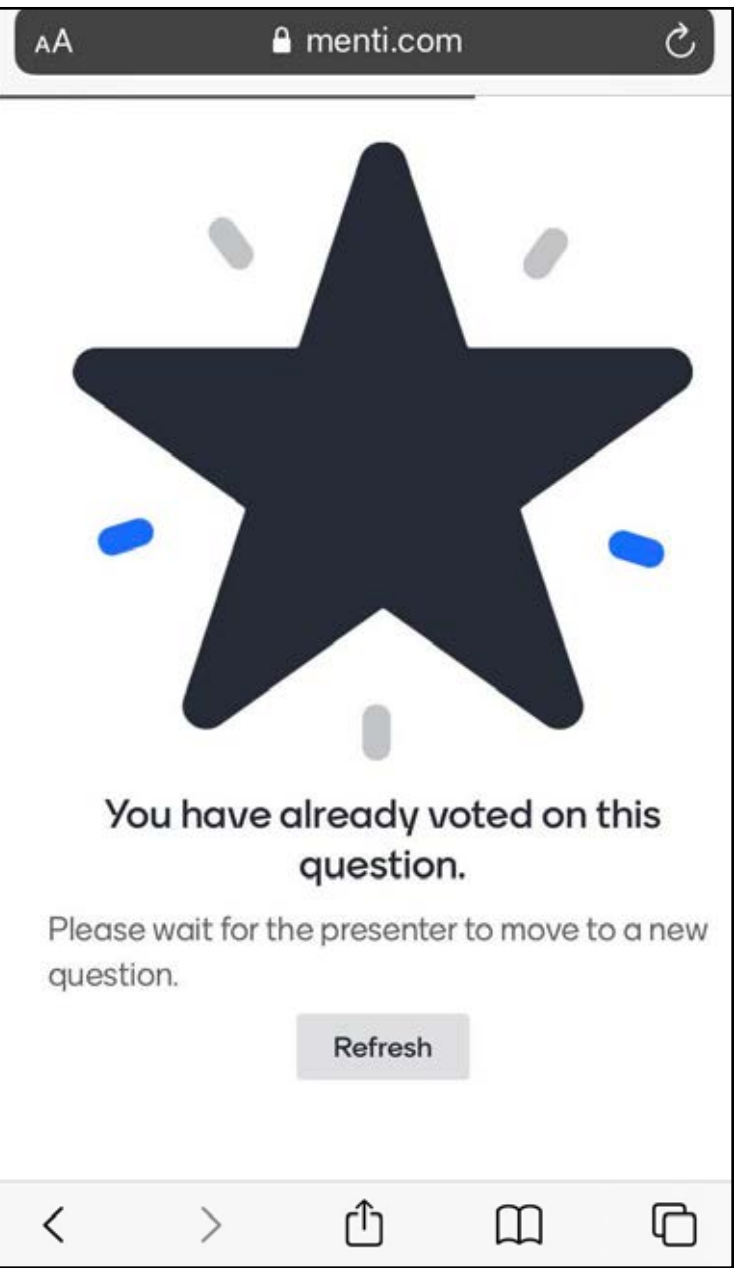 AA menti.com
You have already voted on this
question.
Please wait for the presenter to move to a new
question.
Refresh